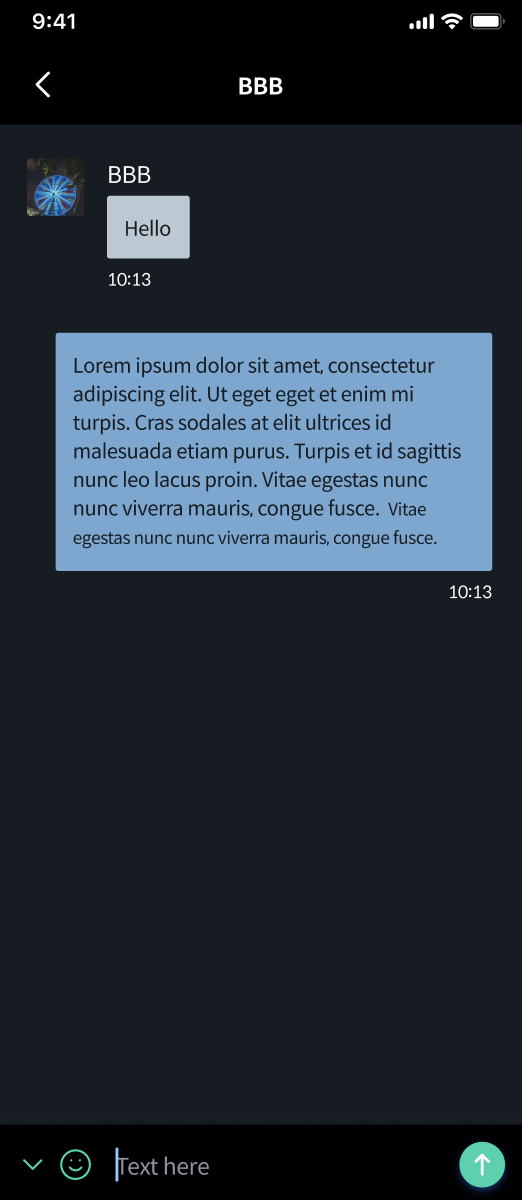 9:41
BBB
BBB
Hello
10:13
Lorem ipsum dolor sit amet, consectetur
adipiscing elit. Ut eget eget et enim mi
turpis. Cras sodales at elit ultrices id
malesuada etiam purus. Turpis et id sagittis
nunc leo lacus proin. Vitae egestas nunc
nunc viverra mauris, congue fusce. Vitae
egestas nunc nunc viverra mauris, congue fusce.
10:13
Text here